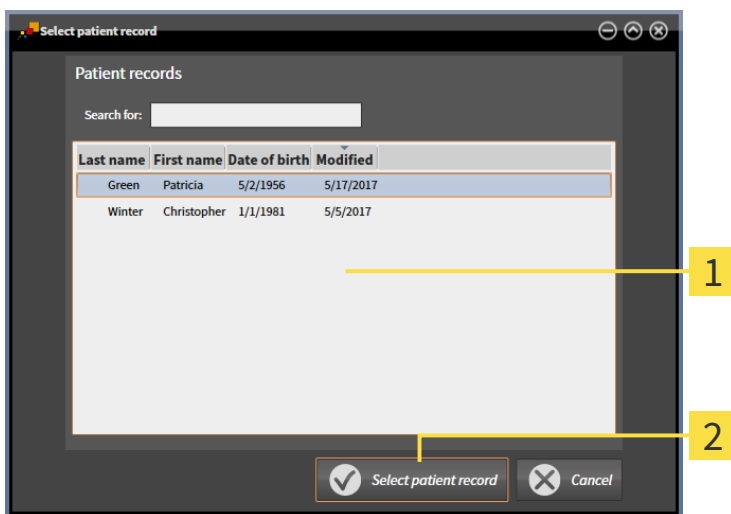 Select patient record
Patient records
Search for:
Last name First name Date of birth Modified
Green Patricia 5/2/1956 5/17/2017
Winter Christopher 1/1/1981 5/5/2017
1
2
Select patient record Cancel